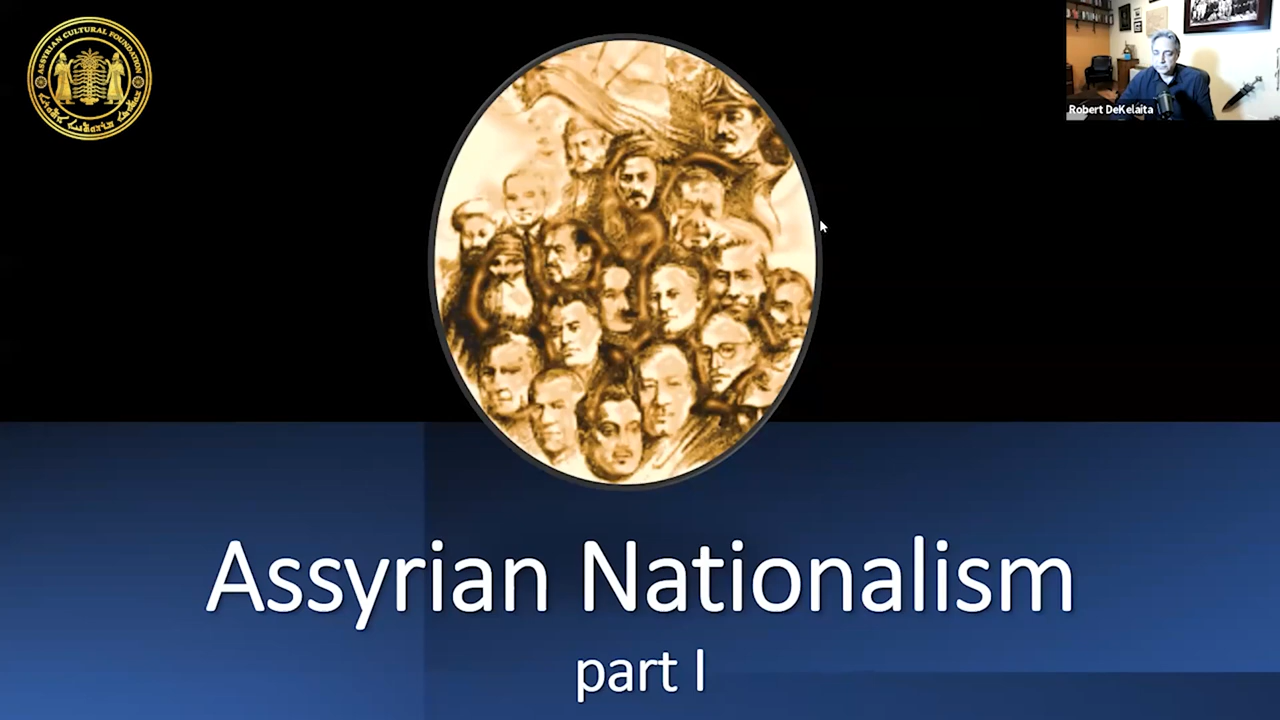 ASSYRIAN CULTURAL FOUNDATION
Robert DeKelaita
Assyrian Nationalism
part I